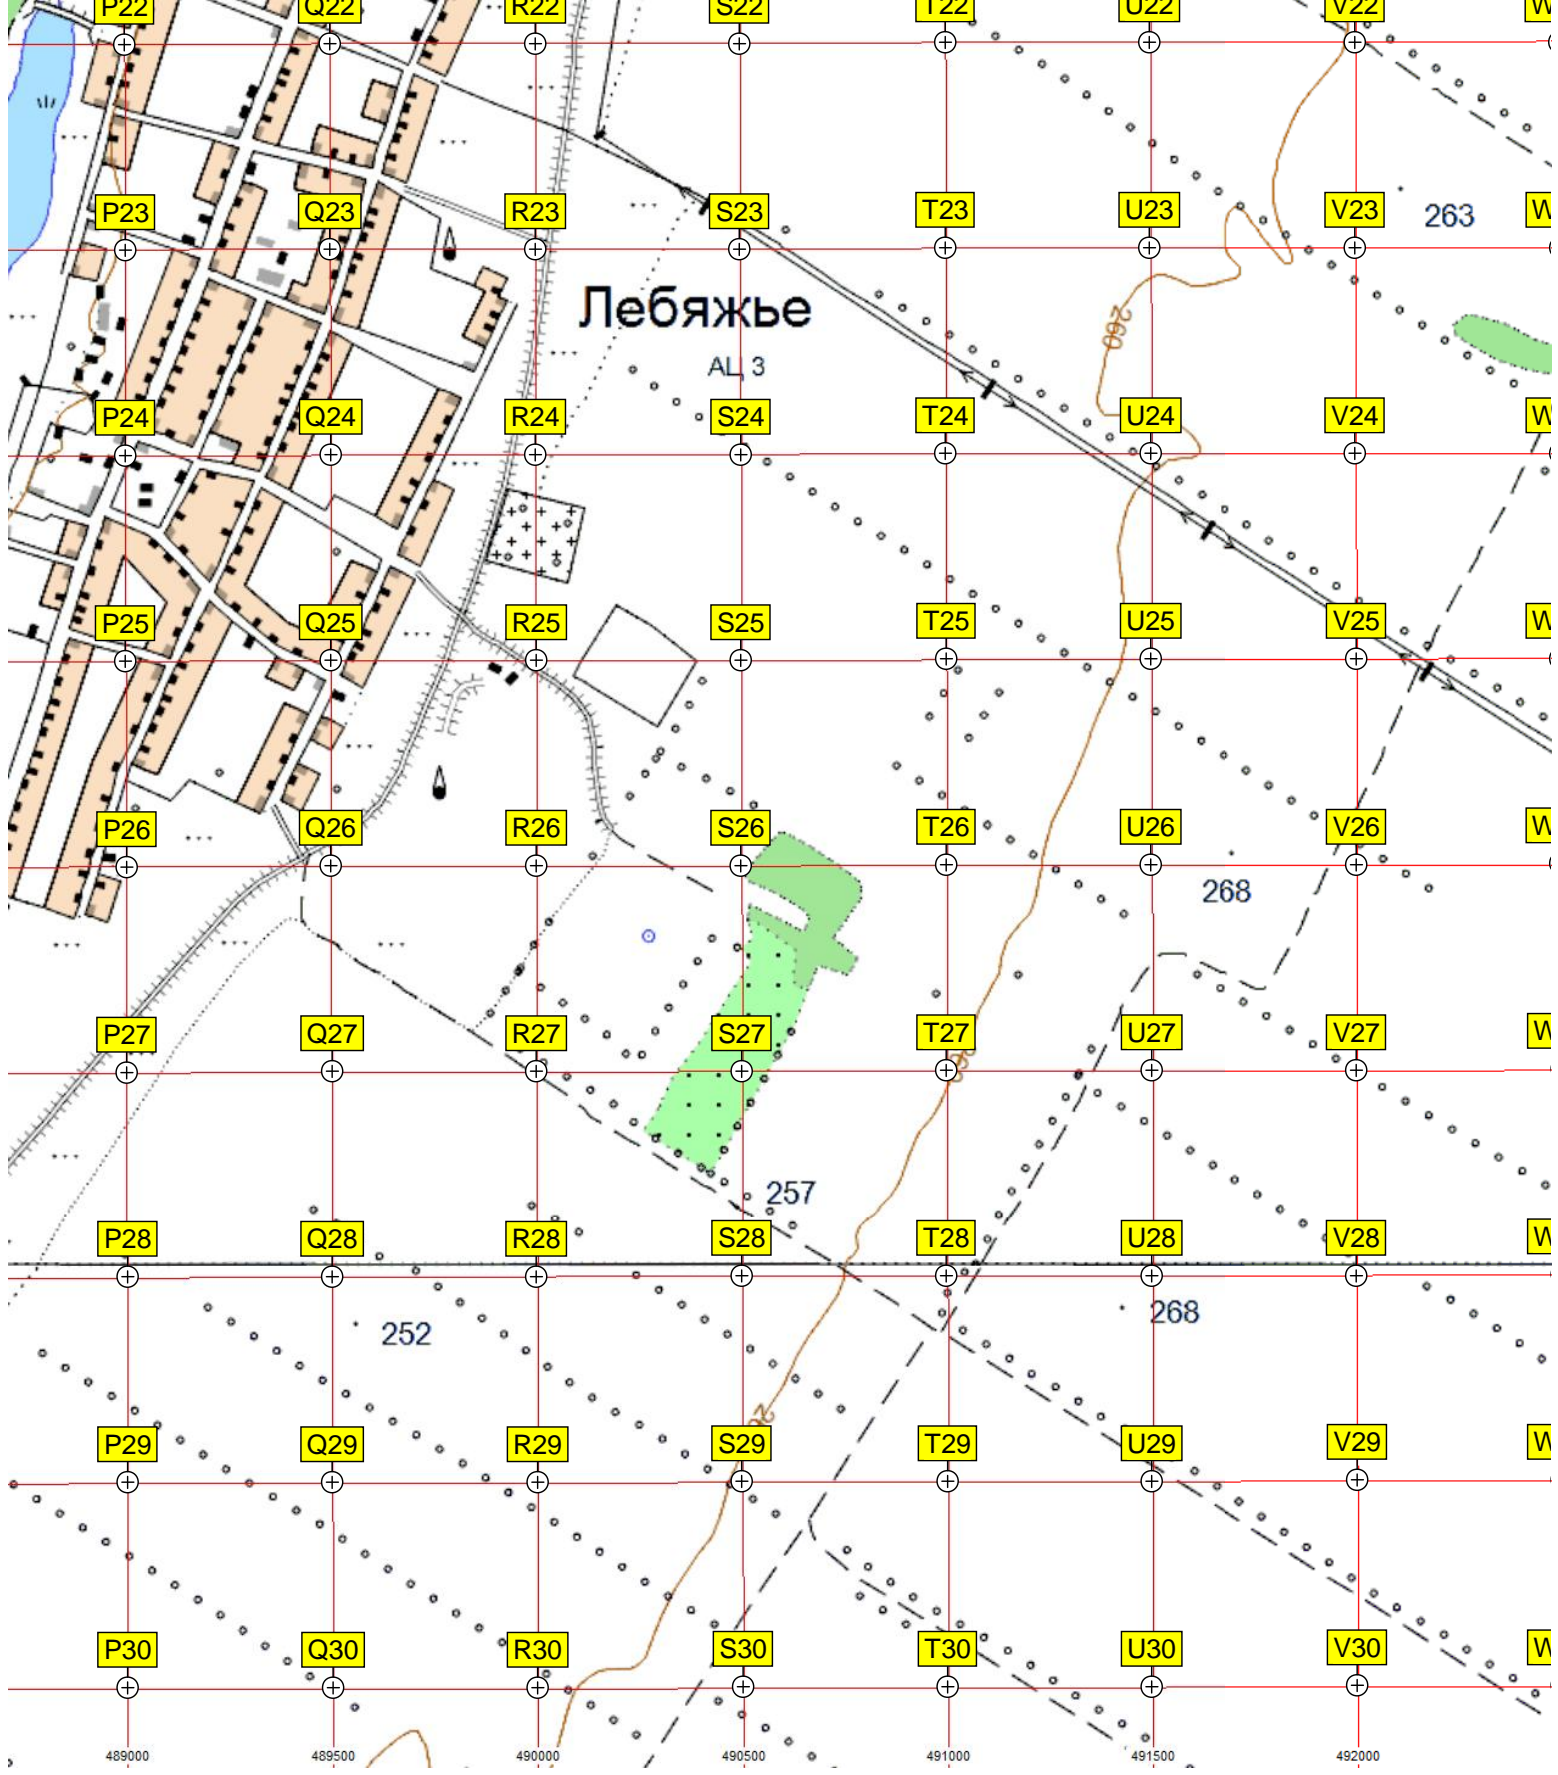 P22 Q22 R22 S22 T22 U22 V22 W
P23 Q23 R23 S23 T23 U23 V23 263 W
Лебяжье
АЦ 3
260
P24 Q24 R24 S24 T24 U24 V24 W
P25 Q25 R25 S25 T25 U25 V25 W
P26 Q26 R26 S26 T26 U26 V26 W
268
P27 Q27 R27 S27 T27 U27 V27 W
257
P28 Q28 R28 S28 T28 U28 V28 W
252 268
P29 Q29 R29 S29 T29 U29 V29 W
P30 Q30 R30 S30 T30 U30 V30 W
489000 489500 490000 490500 491000 491500 492000